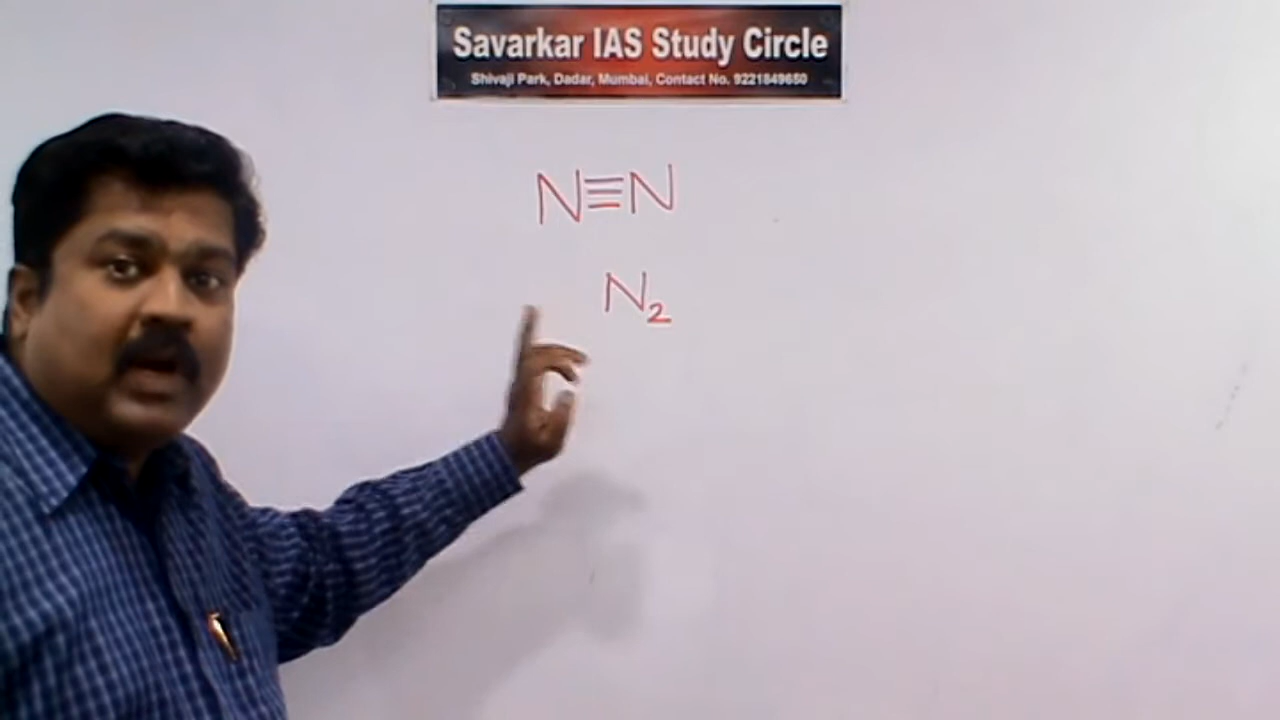 Savarkar IAS Study Circle
Shivaji Park, Dadar, Mumbai, Contact No. 9221849650
N≡N
N₂